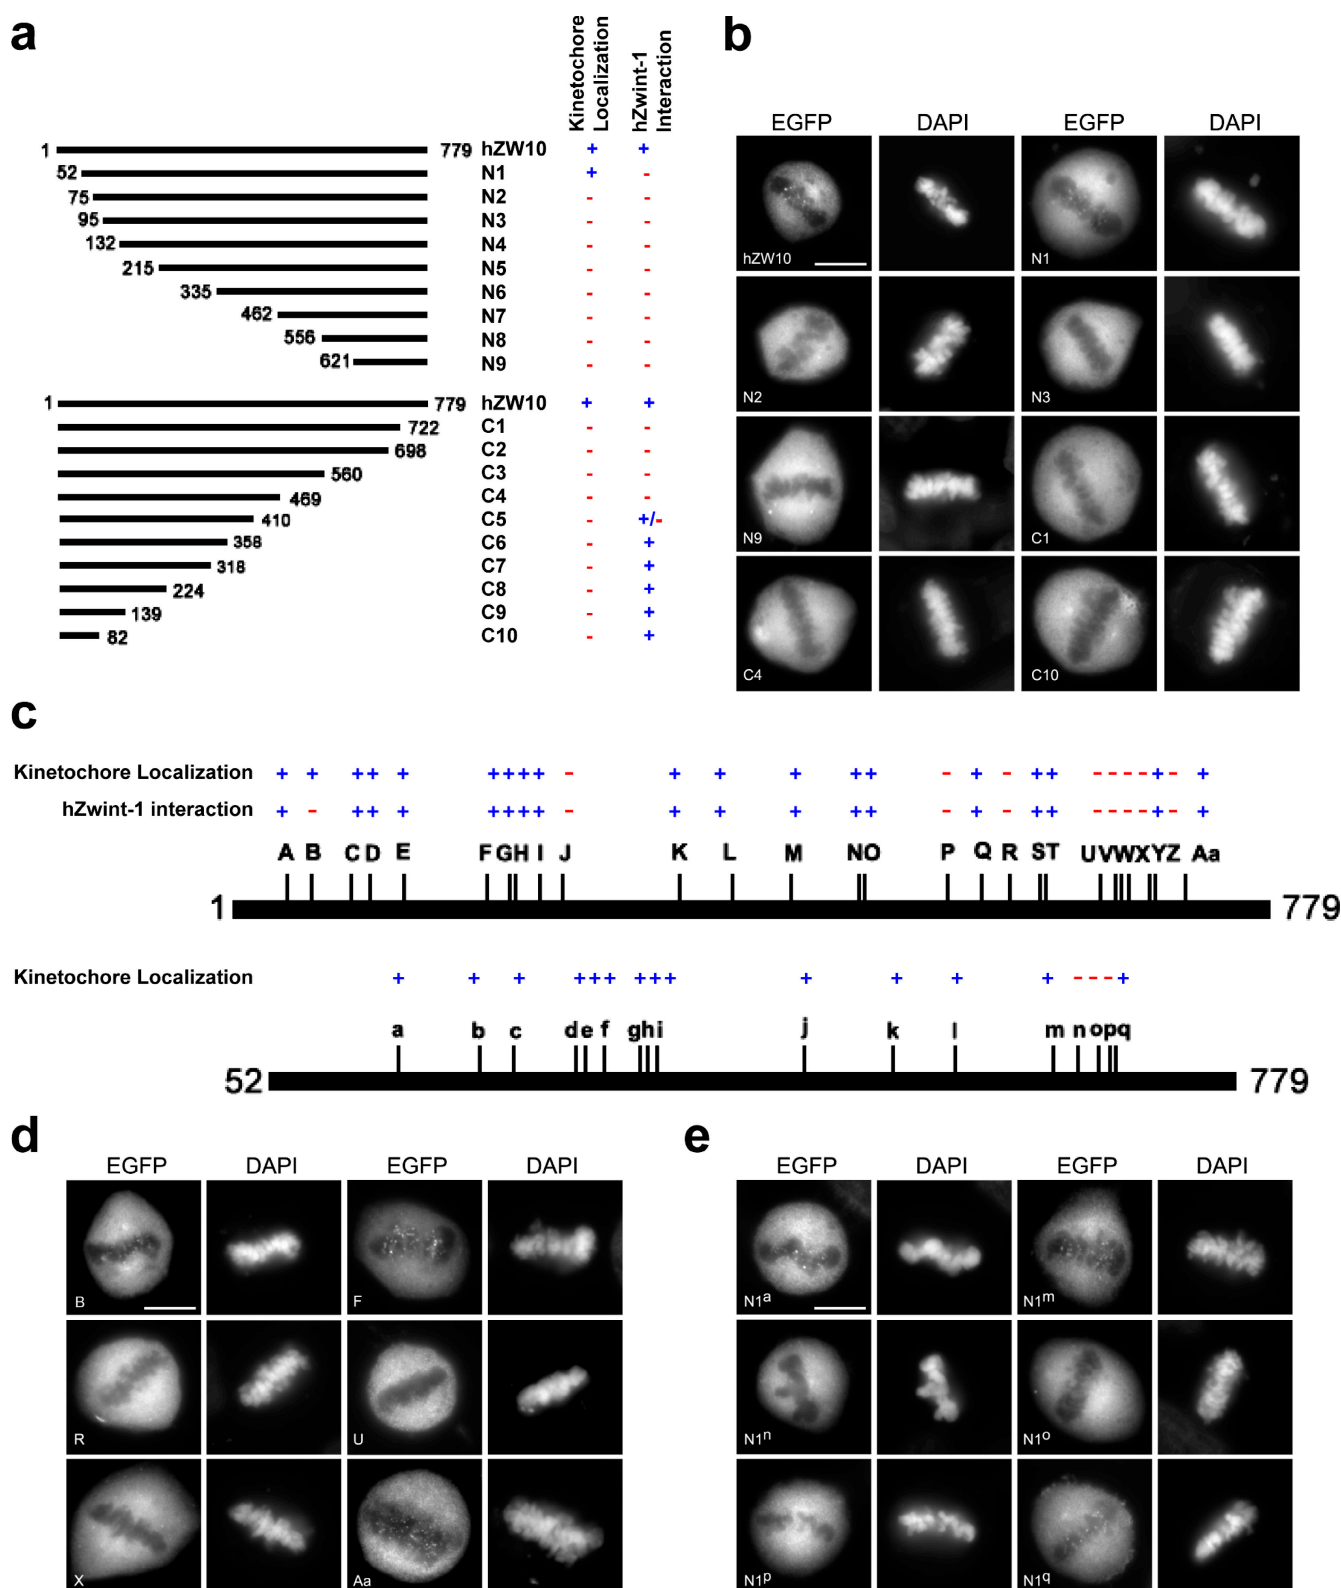 a
Kinetochore
Localization
hZwint-1
Interaction
1 779 hZW10 + +
52 N1 + -
75 N2 - -
95 N3 - -
132 N4 - -
215 N5 - -
335 N6 - -
462 N7 - -
556 N8 - -
621 N9 - -
1 779 hZW10 + +
722 C1 - -
698 C2 - -
560 C3 - -
469 C4 - -
410 C5 - +/-
358 C6 - +
318 C7 - +
224 C8 - +
139 C9 - +
82 C10 - +
b
EGFP DAPI EGFP DAPI
hZW10 N1
N2 N3
N9 C1
C4 C10
c
Kinetochore Localization + + + + + + + + + - + + + + + - + - + + - - - - + - +
hZwint-1 interaction + - + + + + + + + - + + + + + - + - + + - - - - + - +
A B C D E F G H I J K L M N O P Q R S T U V W X Y Z Aa
1 779
Kinetochore Localization + + + + + + + + + + + + + - - - +
a b c d e f g h i j k l m n o p q
52 779
d
EGFP DAPI EGFP DAPI
B F
R U
X Aa
e
EGFP DAPI EGFP DAPI
N1a N1m
N1n N1o
N1p N1q